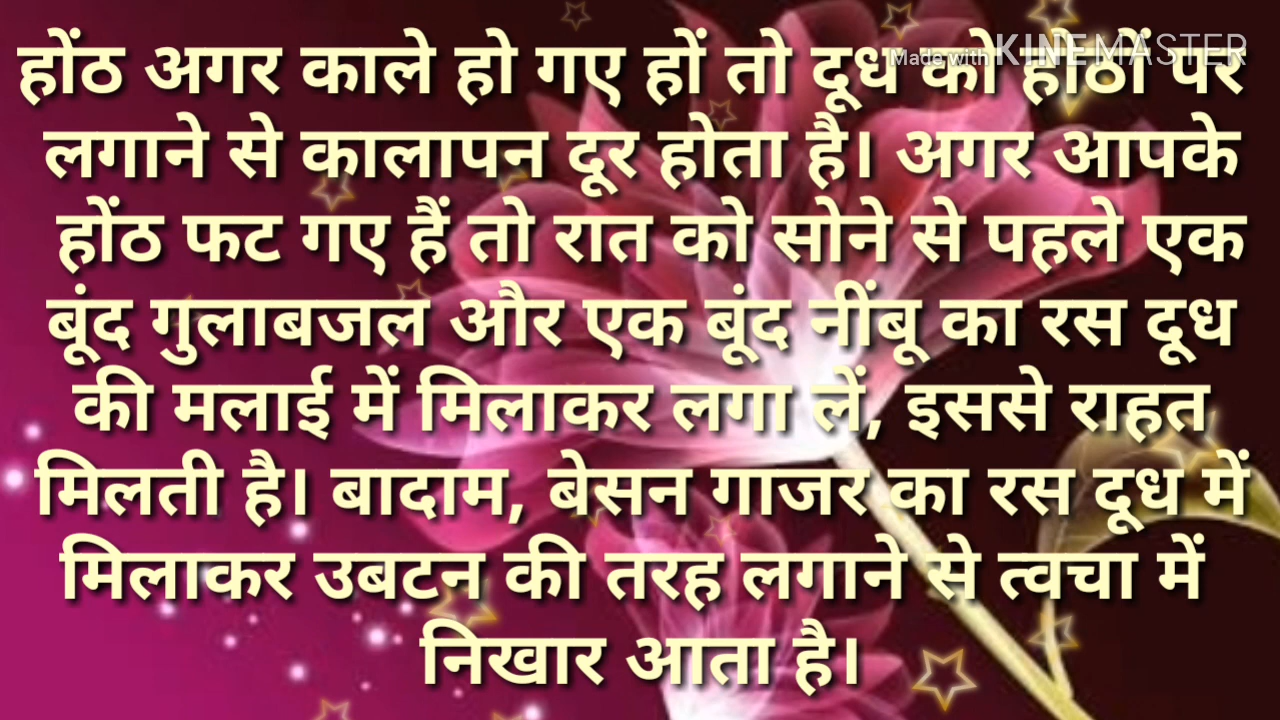 Made with KINEMASTER
होंठ अगर काले हो गए हों तो दूध को होठों पर
लगाने से कालापन दूर होता है। अगर आपके
होंठ फट गए हैं तो रात को सोने से पहले एक
बूंद गुलाबजल और एक बूंद नींबू का रस दूध
की मलाई में मिलाकर लगा लें, इससे राहत
मिलती है। बादाम, बेसन गाजर का रस दूध में
मिलाकर उबटन की तरह लगाने से त्वचा में
निखार आता है।